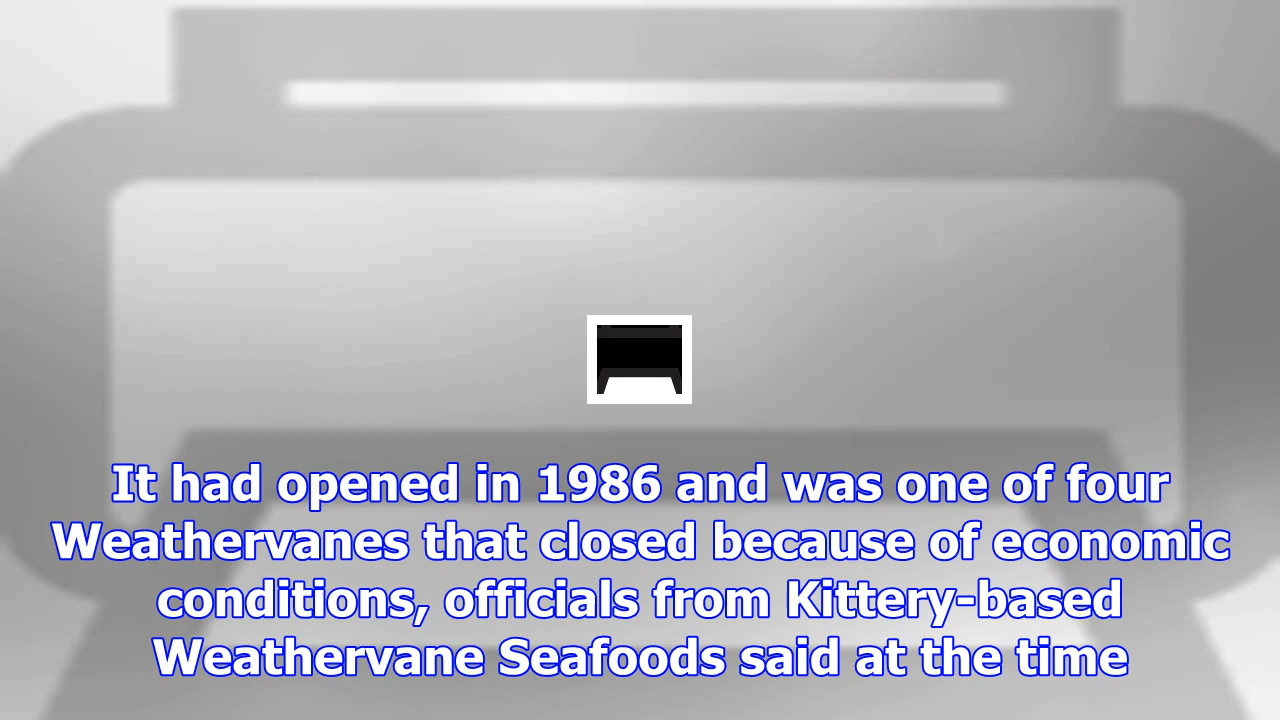 It had opened in 1986 and was one of four
Weathervanes that closed because of economic
conditions, officials from Kittery-based
Weathervane Seafoods said at the time